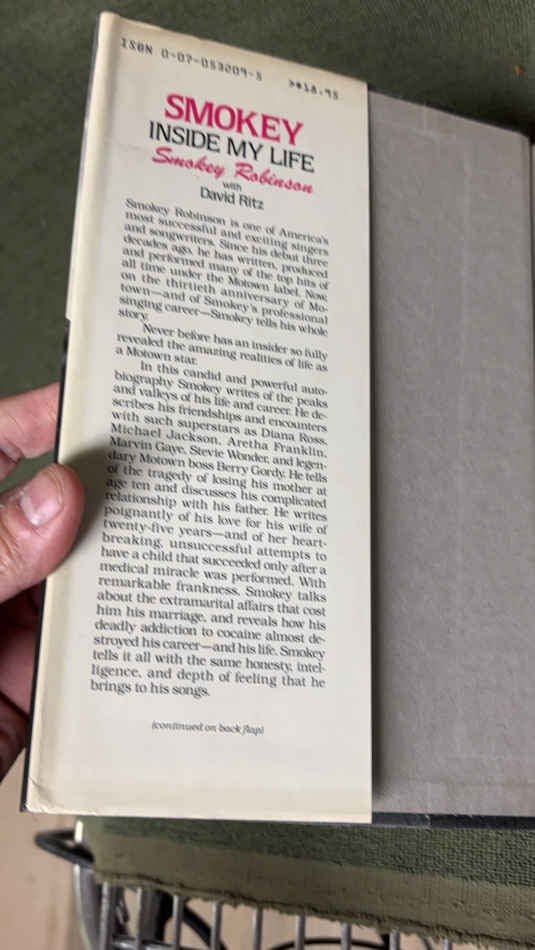 ISBN 0-07-053209-5 >$18.95
SMOKEY
INSIDE MY LIFE
Smokey Robinson
with
David Ritz
Smokey Robinson is one of America's
most successful and exciting singers
and songwriters. Since his debut three
decades ago, he has written, produced
and performed many of the top hits of
all time under the Motown label. Now,
on the thirtieth anniversary of Mo-
town—and of Smokey's professional
singing career—Smokey tells his whole
story.
Never before has an insider so fully
revealed the amazing realities of life as
a Motown star.
In this candid and powerful auto-
biography Smokey writes of the peaks
and valleys of his life and career. He de-
scribes his friendships and encounters
with such superstars as Diana Ross,
Michael Jackson, Aretha Franklin,
Marvin Gaye, Stevie Wonder, and legen-
dary Motown boss Berry Gordy. He tells
of the tragedy of losing his mother at
age ten and discusses his complicated
relationship with his father. He writes
poignantly of his love for his wife of
twenty-five years—and of her heart-
breaking, unsuccessful attempts to
have a child that succeeded only after a
medical miracle was performed. With
remarkable frankness, Smokey talks
about the extramarital affairs that cost
him his marriage, and reveals how his
deadly addiction to cocaine almost de-
stroyed his career—and his life. Smokey
tells it all with the same honesty, intel-
ligence, and depth of feeling that he
brings to his songs.
(continued on back flap)